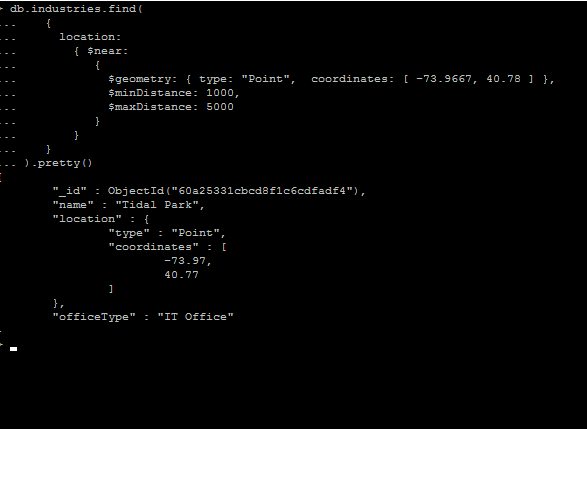 > db.industries.find(
... {
... location:
... { $near:
... {
... $geometry: { type: "Point", coordinates: [ -73.9667, 40.78 ] },
... $minDistance: 1000,
... $maxDistance: 5000
... }
... }
... }
... ).pretty()
{
"_id" : ObjectId("60a25331cbcd8f1c6cdfadf4"),
"name" : "Tidal Park",
"location" : {
"type" : "Point",
"coordinates" : [
-73.97,
40.77
]
},
"officeType" : "IT Office"
}
>